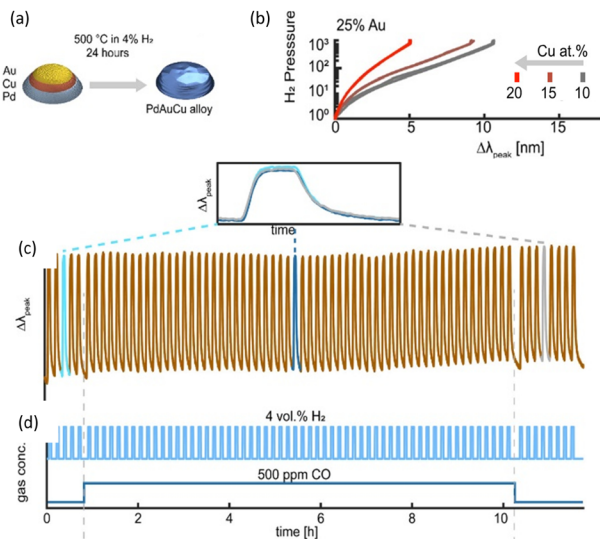 (a)
500 °C in 4% H₂
24 hours
Au
Cu
Pd
PdAuCu alloy
(b)
25% Au
H₂ Presssure
10³
10²
10¹
10⁰
0 5 10 15
Δλpeak [nm]
Cu at.%
20 15 10
Δλpeak
time
(c)
Δλpeak
(d)
4 vol.% H₂
gas conc.
500 ppm CO
0 2 4 6 8 10
time [h]